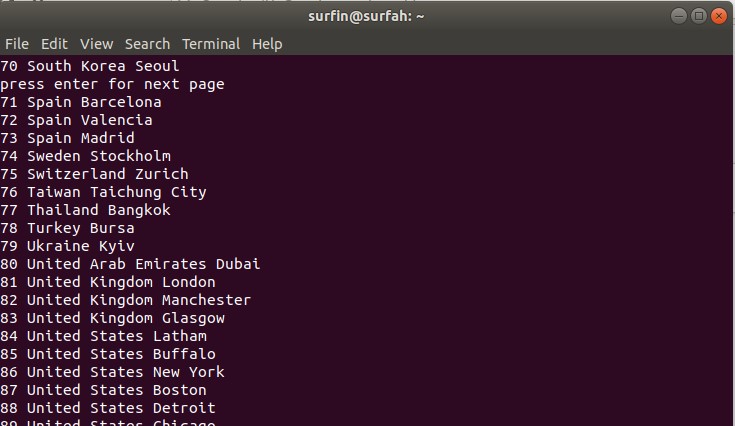 surfin@surfah: ~
File Edit View Search Terminal Help
70 South Korea Seoul
press enter for next page
71 Spain Barcelona
72 Spain Valencia
73 Spain Madrid
74 Sweden Stockholm
75 Switzerland Zurich
76 Taiwan Taichung City
77 Thailand Bangkok
78 Turkey Bursa
79 Ukraine Kyiv
80 United Arab Emirates Dubai
81 United Kingdom London
82 United Kingdom Manchester
83 United Kingdom Glasgow
84 United States Latham
85 United States Buffalo
86 United States New York
87 United States Boston
88 United States Detroit
89 United States Chicago